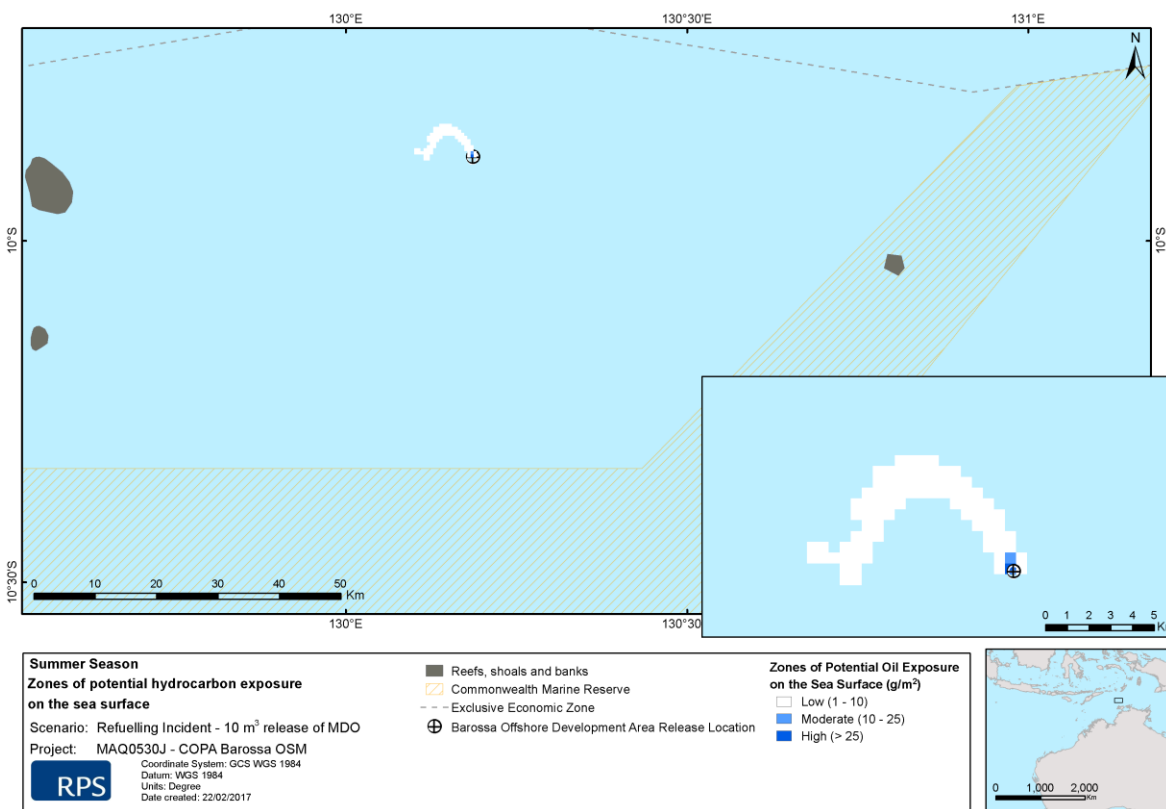 130°E
130°30'E
131°E
N
10°S
10°S
10°30'S
0 10 20 30 40 50
Km
0 1 2 3 4 5
130°E
130°30
Summer Season
Zones of potential hydrocarbon exposure
on the sea surface
Scenario: Refuelling Incident - 10 m³ release of MDO
Project: MAQ0530J - COPA Barossa OSM
RPS
Coordinate System: GCS WGS 1984
Datum: WGS 1984
Units: Degree
Date created: 22/02/2017
Reefs, shoals and banks
Commonwealth Marine Reserve
Exclusive Economic Zone
Barossa Offshore Development Area Release Location
Zones of Potential Oil Exposure
on the Sea Surface (g/m²)
Low (1 - 10)
Moderate (10 - 25)
High (> 25)
0 1,000 2,000
Km